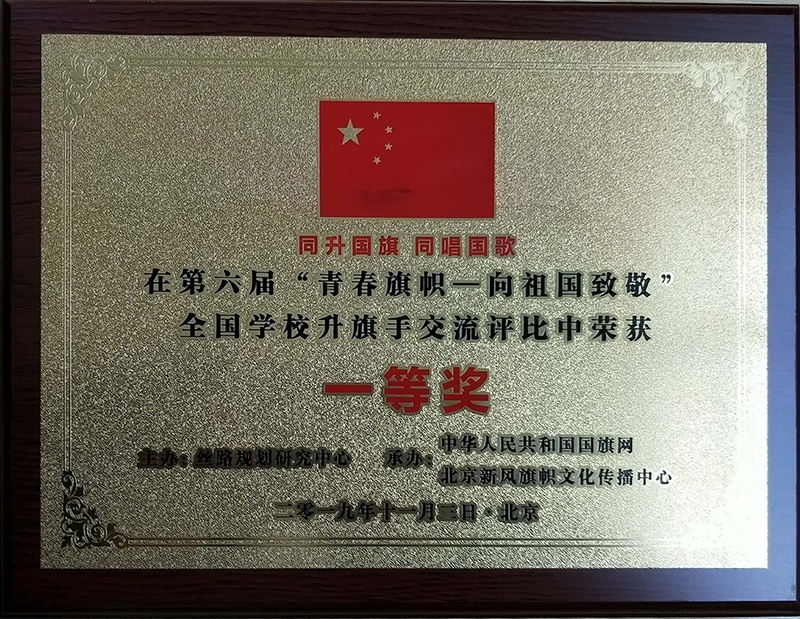 同升国旗 同唱国歌
在第六届“青春旗帜—向祖国致敬”
全国学校升旗手交流评比中荣获
一等奖
主办：丝路规划研究中心 承办：中华人民共和国国旗网
北京新风旗帜文化传播中心
二零一九年十一月三日·北京